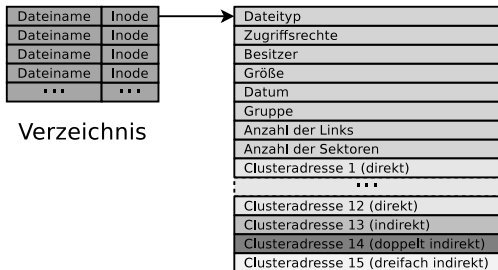 Dateiname Inode
Dateiname Inode
Dateiname Inode
Dateiname Inode
... ...
Verzeichnis
Dateityp
Zugriffsrechte
Besitzer
Größe
Datum
Gruppe
Anzahl der Links
Anzahl der Sektoren
Clusteradresse 1 (direkt)
...
Clusteradresse 12 (direkt)
Clusteradresse 13 (indirekt)
Clusteradresse 14 (doppelt indirekt)
Clusteradresse 15 (dreifach indirekt)